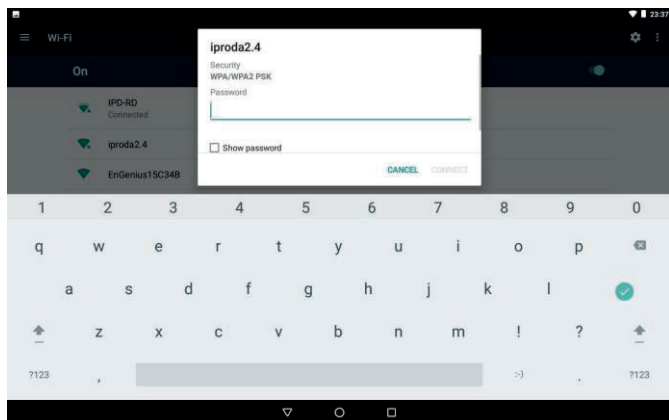 23:37
Wi-Fi
On
iproda2.4
Security
WPA/WPA2 PSK
Password
Show password
CANCEL CONNECT
IPD-RD
Connected
iproda2.4
EnGenius15C34B
1 2 3 4 5 6 7 8 9 0
q w e r t y u i o p
a s d f g h j k l
z x c v b n m ! ?
?123 , :-) . ?123